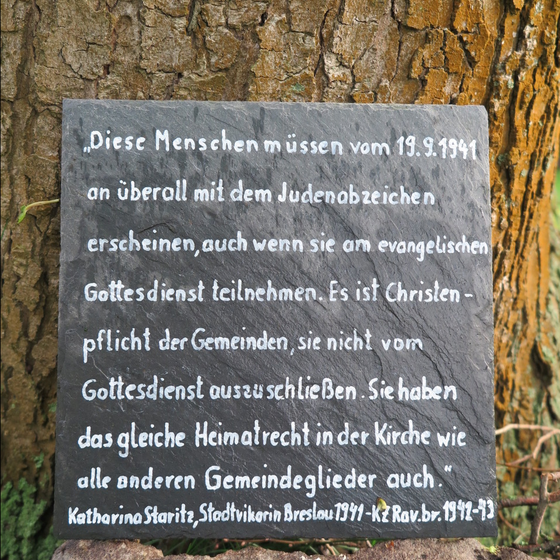 „Diese Menschen müssen vom 19.9.1941
an überall mit dem Judenabzeichen
erscheinen, auch wenn sie am evangelischen
Gottesdienst teilnehmen. Es ist Christen-
pflicht der Gemeinden, sie nicht vom
Gottesdienst auszuschließen. Sie haben
das gleiche Heimatrecht in der Kirche wie
alle anderen Gemeindeglieder auch.“
Katharina Staritz, Stadtvikarin Breslau 1941-KZ Rav.br. 1942-43